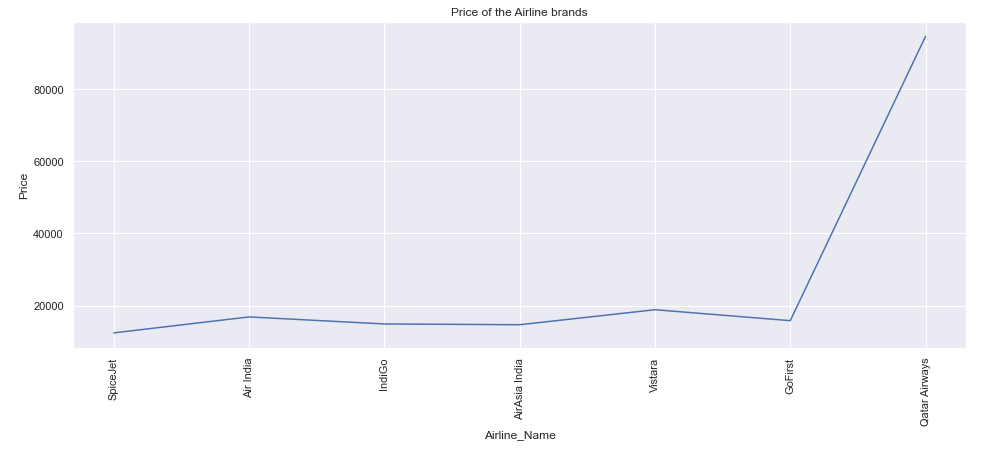 Price of the Airline brands
Price
80000
60000
40000
20000
SpiceJet
Air India
IndiGo
AirAsia India
Vistara
GoFirst
Qatar Airways
Airline_Name